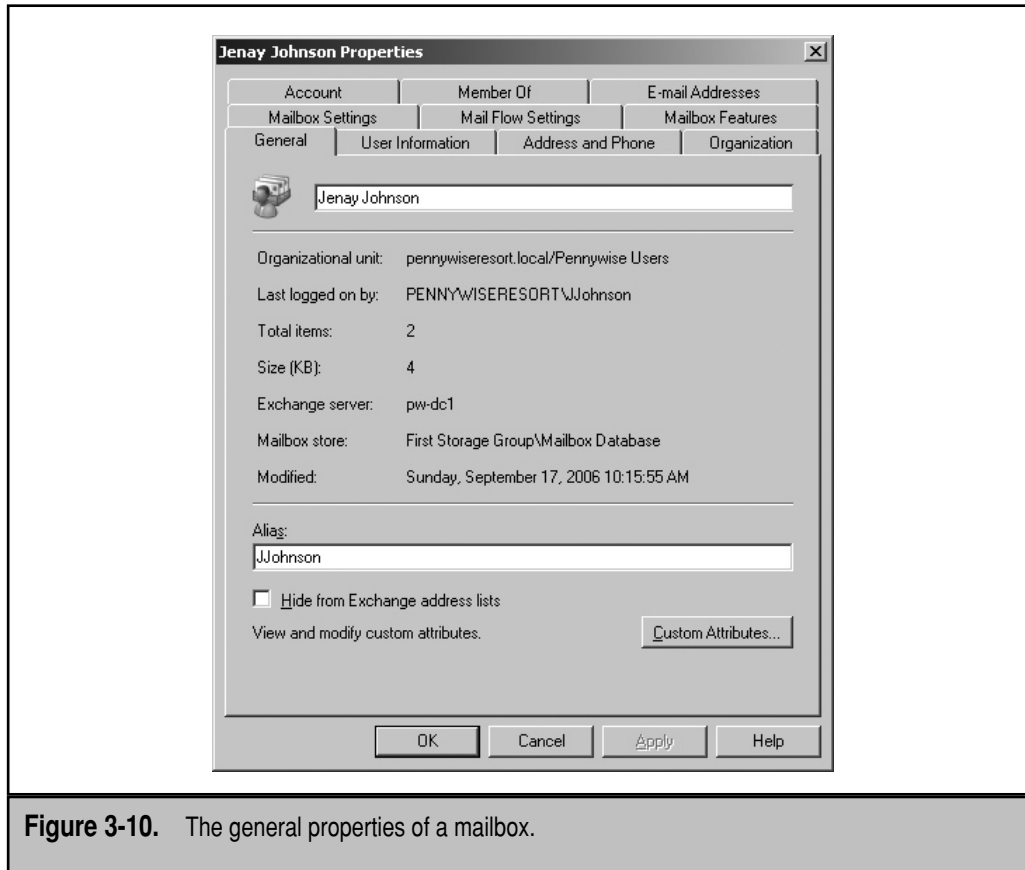 Jenay Johnson Properties
Account Member Of E-mail Addresses
Mailbox Settings Mail Flow Settings Mailbox Features
General User Information Address and Phone Organization
Jenay Johnson
Organizational unit: pennywiseresort.local/Pennywise Users
Last logged on by: PENNYWISERESORT\JJohnson
Total items: 2
Size (KB): 4
Exchange server: pw-dc1
Mailbox store: First Storage Group\Mailbox Database
Modified: Sunday, September 17, 2006 10:15:55 AM
Alias:
JJohnson
Hide from Exchange address lists
View and modify custom attributes. Custom Attributes...
OK Cancel Apply Help
Figure 3-10. The general properties of a mailbox.